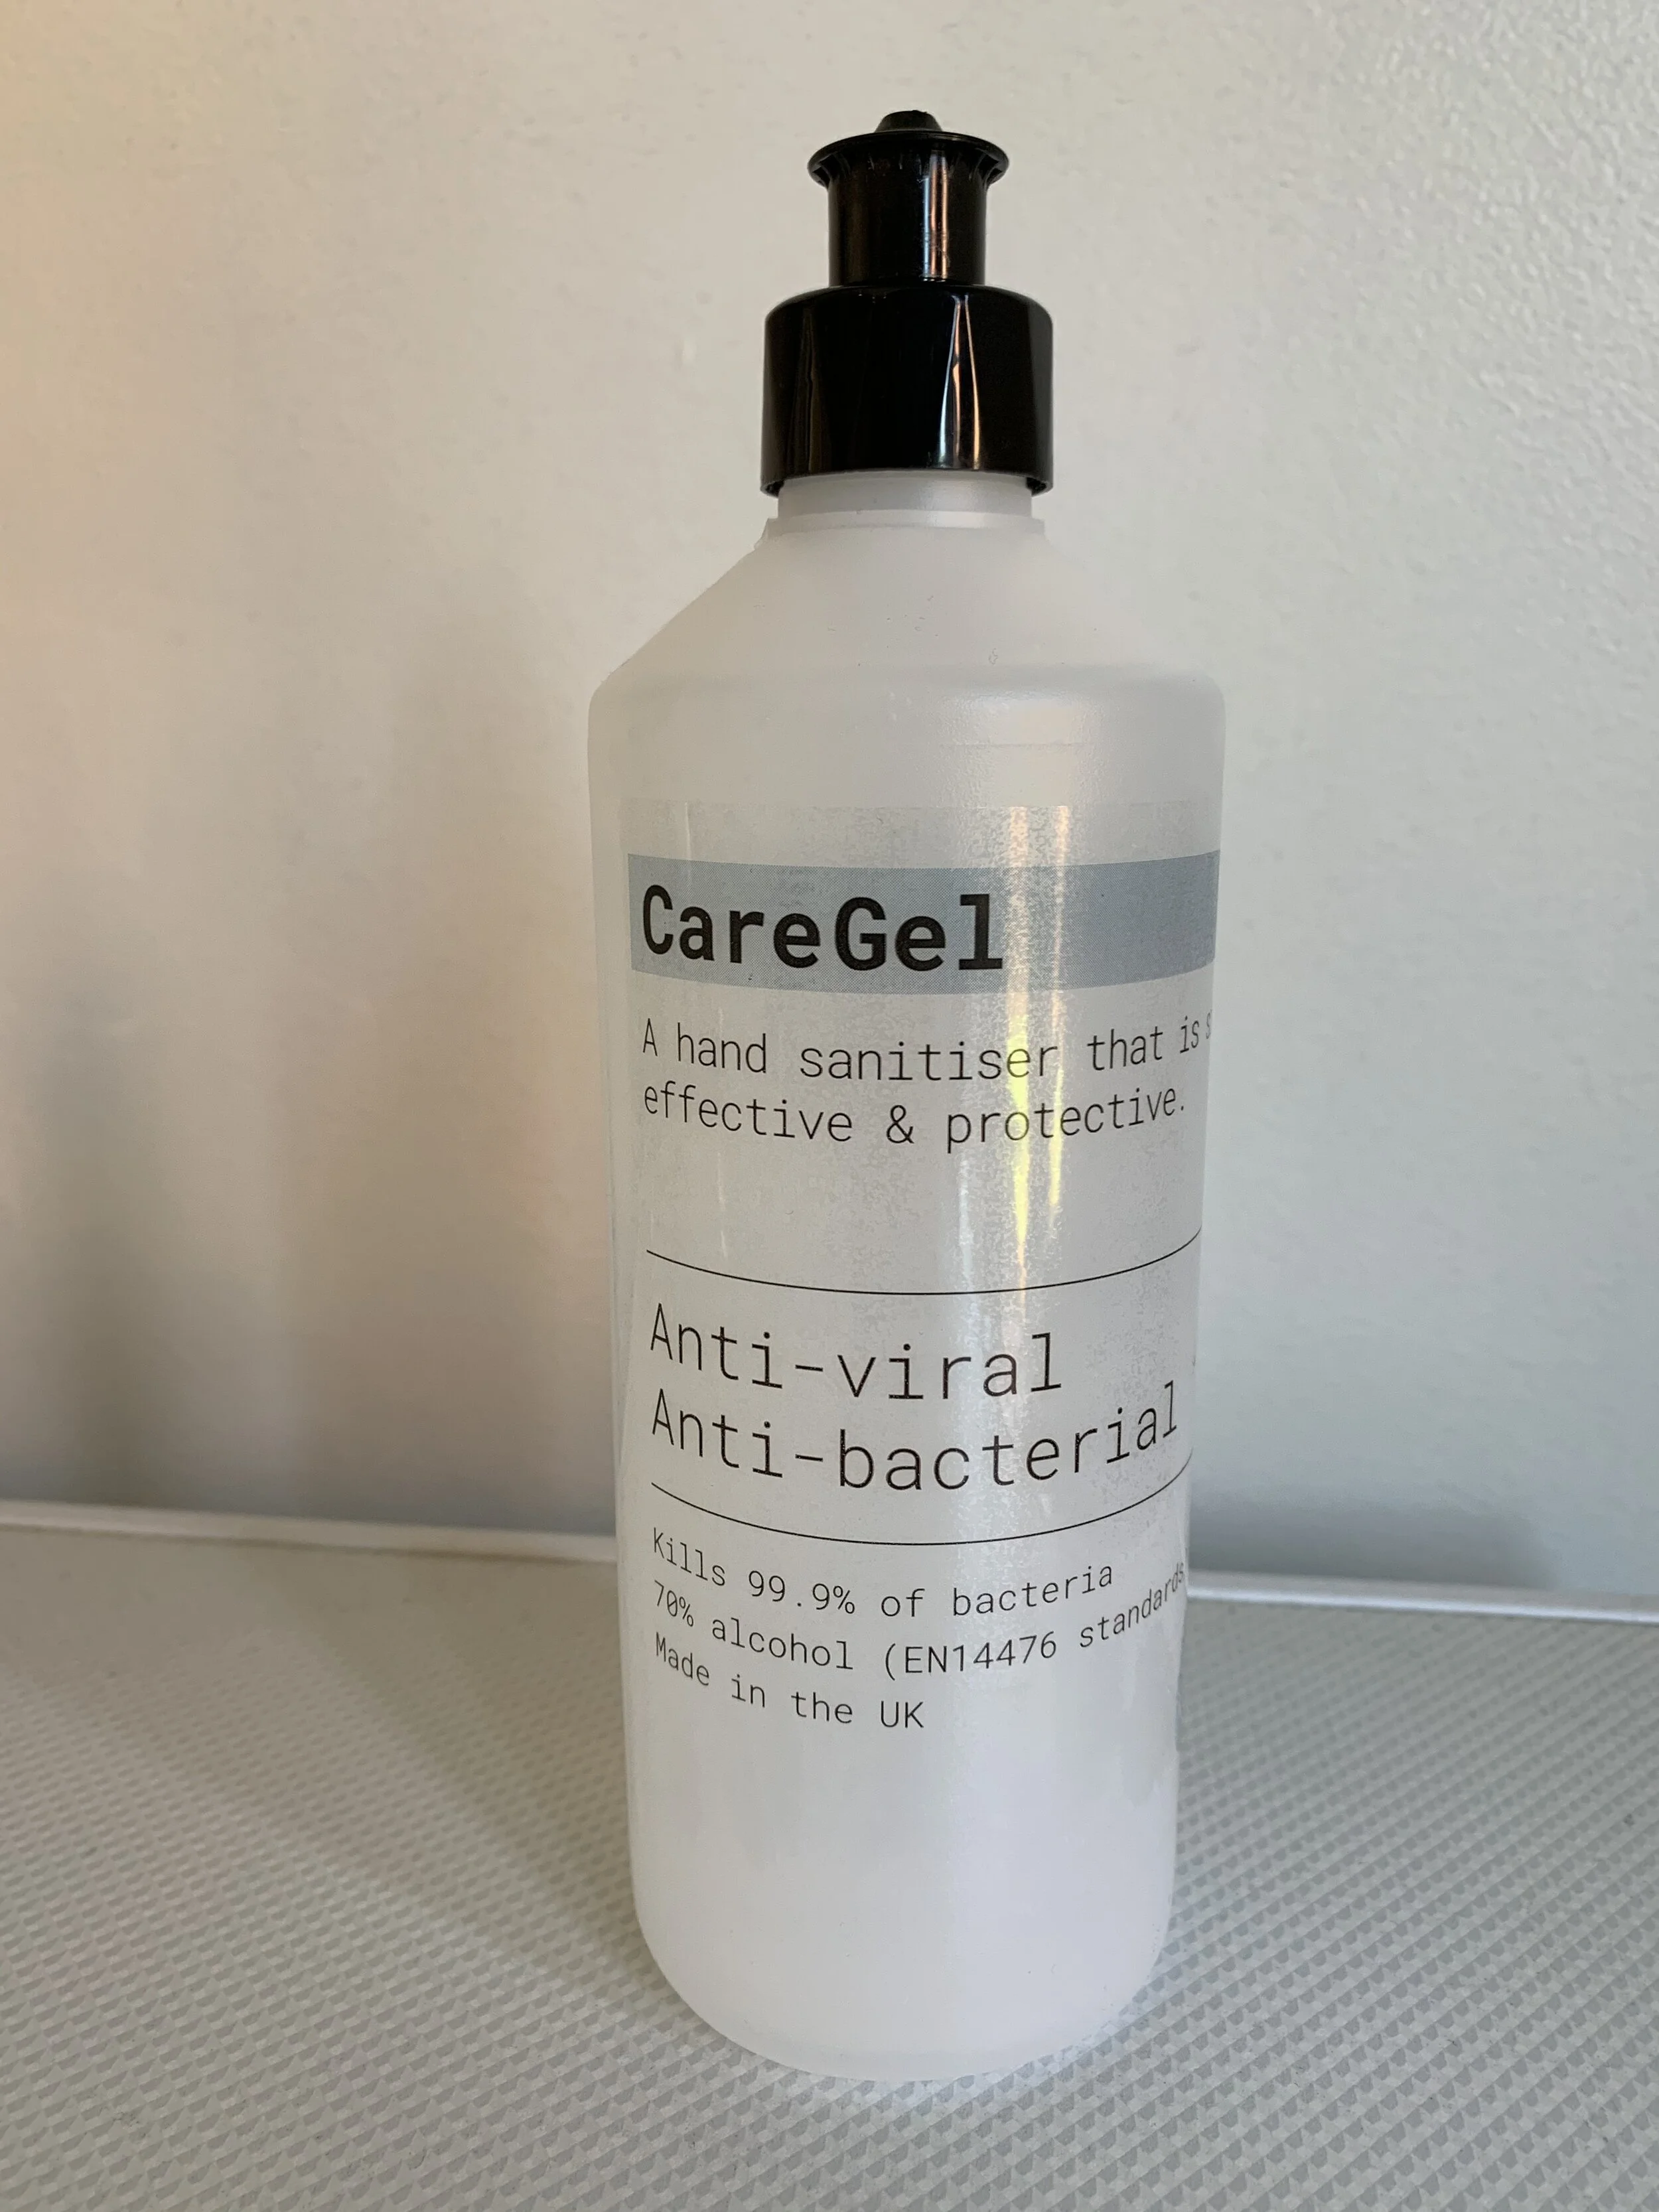 CareGel
A hand sanitiser that is
effective & protective.
Anti-viral
Anti-bacterial
Kills 99.9% of bacteria
70% alcohol (EN14476 standards
Made in the UK